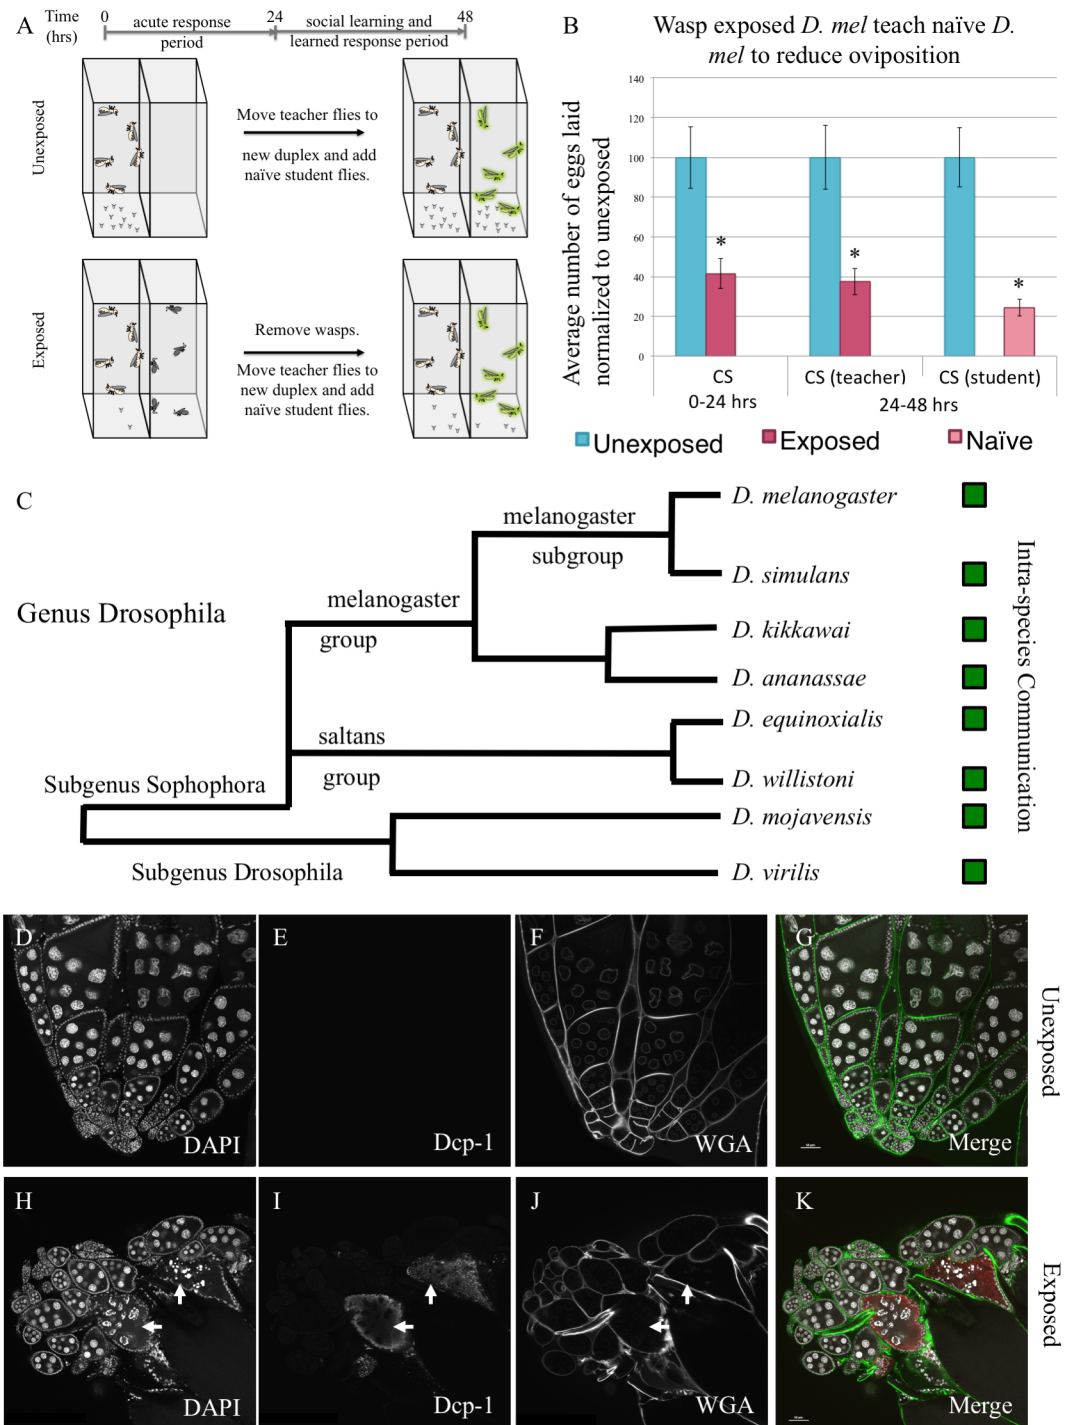 A
Time
(hrs)
0
24
48
acute response
period
social learning and
learned response period
Unexposed
Move teacher flies to
new duplex and add
naïve student flies.
Exposed
Remove wasps.
Move teacher flies to
new duplex and add
naïve student flies.
B
Wasp exposed D. mel teach naïve D.
mel to reduce oviposition
Average number of eggs laid
normalized to unexposed
140
120
100
80
60
40
20
0
*
*
*
CS
CS (teacher)
CS (student)
0-24 hrs
24-48 hrs
Unexposed
Exposed
Naïve
C
Genus Drosophila
melanogaster
subgroup
melanogaster
group
saltans
group
Subgenus Sophophora
Subgenus Drosophila
D. melanogaster
D. simulans
D. kikkawai
D. ananassae
D. equinoxialis
D. willistoni
D. mojavensis
D. virilis
Intra-species Communication
D
DAPI
E
Dcp-1
F
WGA
G
Merge
Unexposed
H
DAPI
I
Dcp-1
J
WGA
K
Merge
Exposed